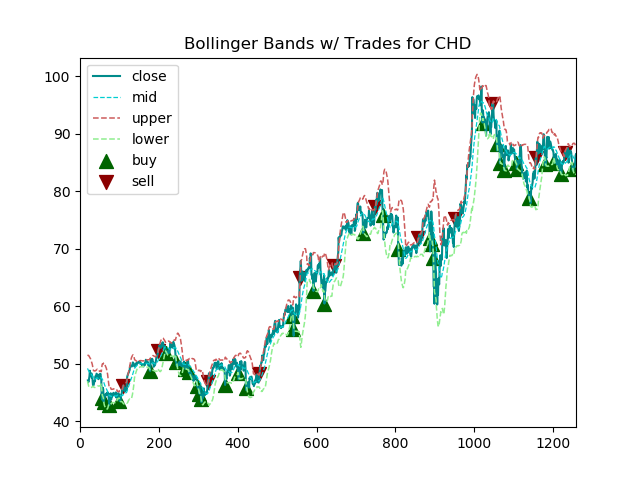 Bollinger Bands w/ Trades for CHD
100
90
80
70
60
50
40
0 200 400 600 800 1000 1200
close
mid
upper
lower
buy
sell